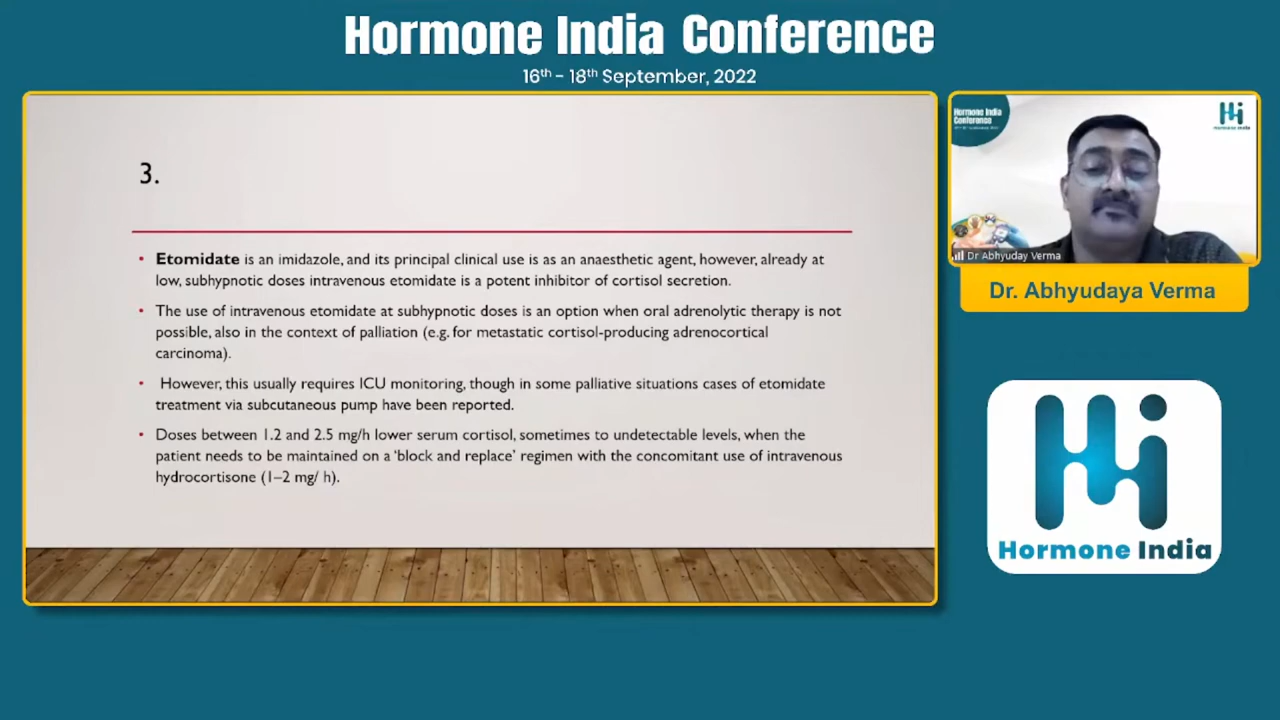 Hormone India Conference
16th - 18th September, 2022
3.
• Etomidate is an imidazole, and its principal clinical use is as an anaesthetic agent, however, already at
low, subhypnotic doses intravenous etomidate is a potent inhibitor of cortisol secretion.
• The use of intravenous etomidate at subhypnotic doses is an option when oral adrenolytic therapy is not
possible, also in the context of palliation (e.g. for metastatic cortisol-producing adrenocortical
carcinoma).
• However, this usually requires ICU monitoring, though in some palliative situations cases of etomidate
treatment via subcutaneous pump have been reported.
• Doses between 1.2 and 2.5 mg/h lower serum cortisol, sometimes to undetectable levels, when the
patient needs to be maintained on a 'block and replace' regimen with the concomitant use of intravenous
hydrocortisone (1–2 mg/ h).
Hormone India
Conference
Hormone India
Dr Abhyuday Verma
Dr. Abhyudaya Verma
Hormone India